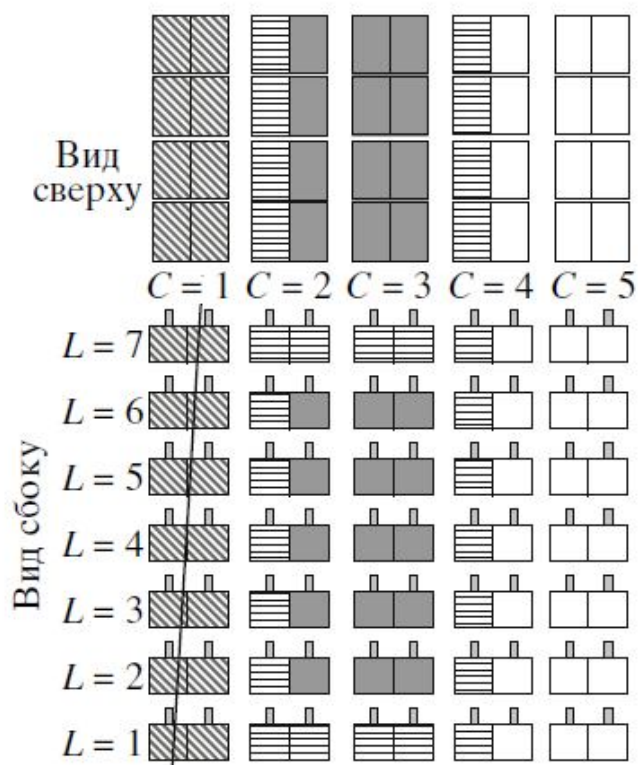 Вид
сверху
C = 1 C = 2 C = 3 C = 4 C = 5
L = 7
L = 6
L = 5
L = 4
L = 3
L = 2
L = 1
Вид сбоку